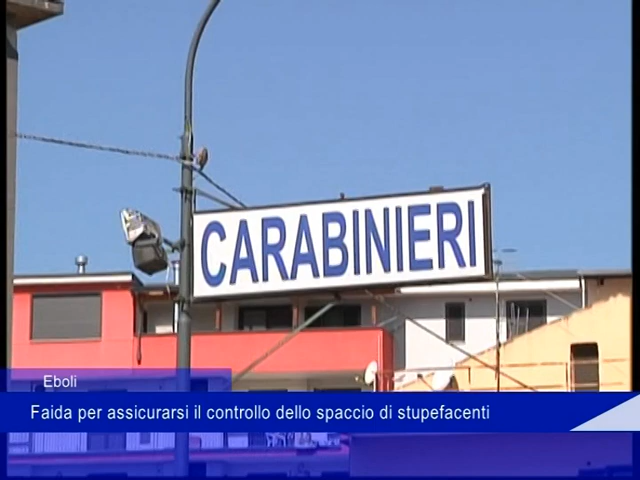 CARABINIERI
Eboli
Faida per assicurarsi il controllo dello spaccio di stupefacenti